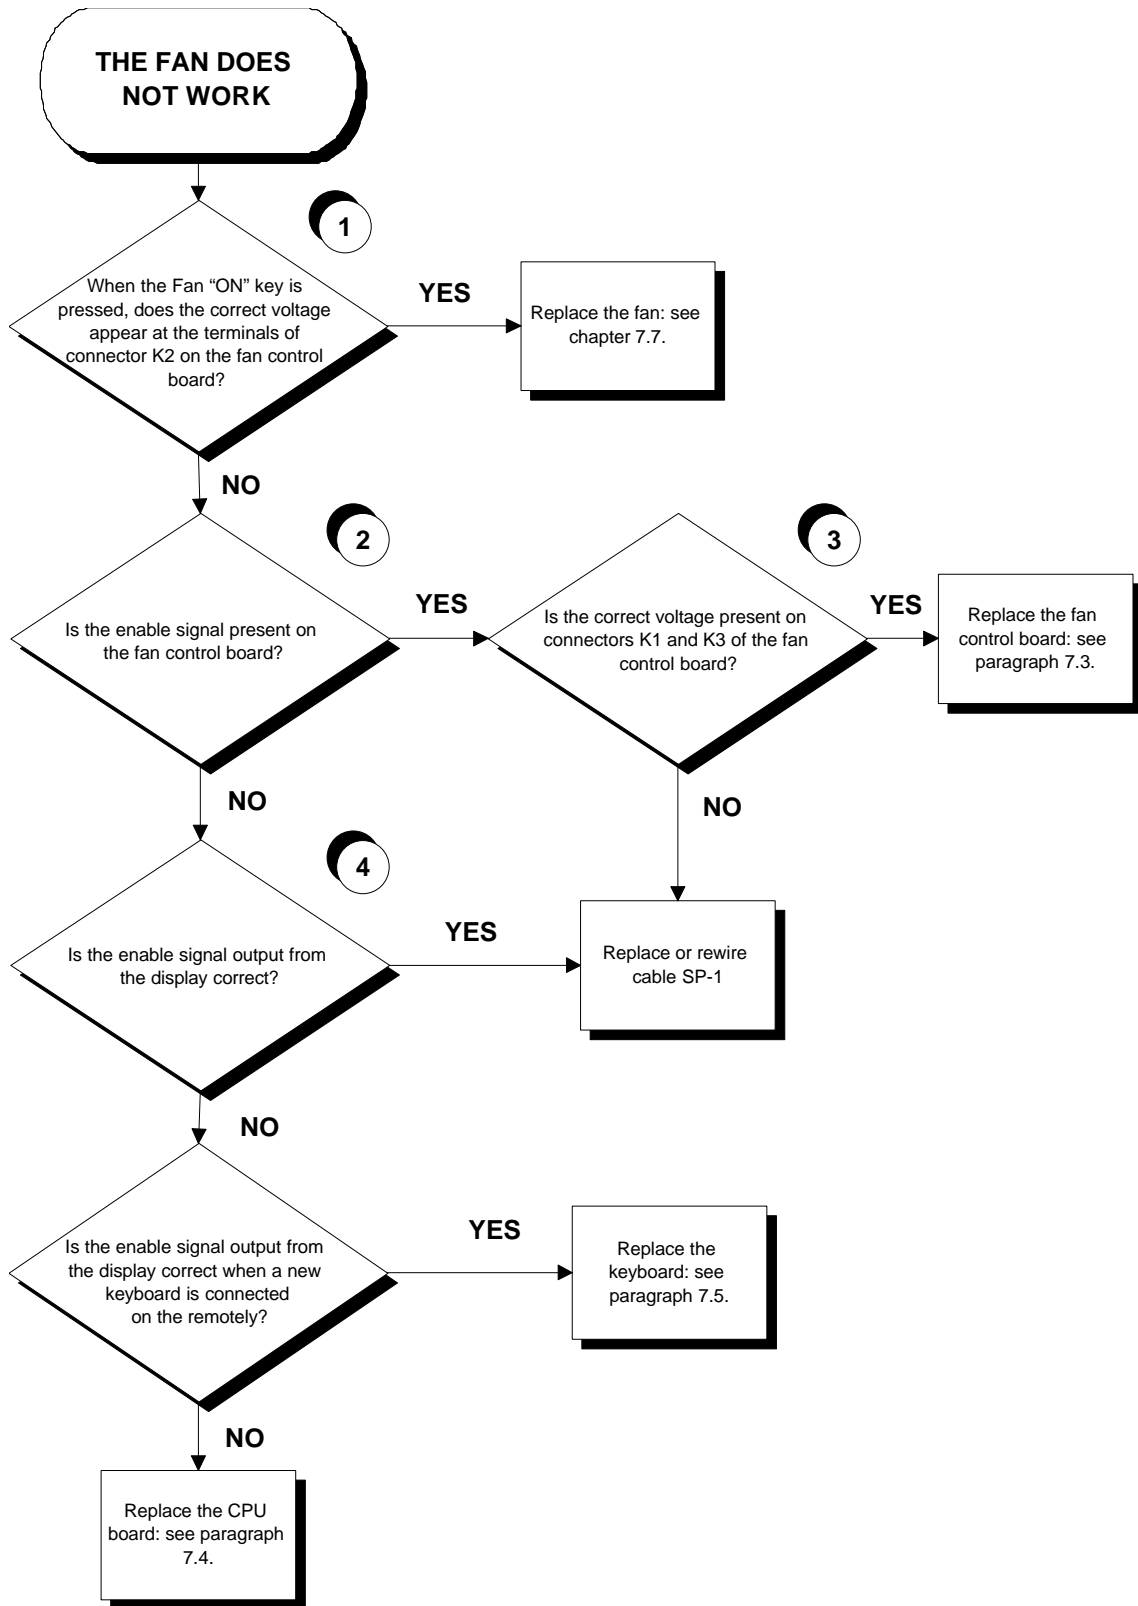 THE FAN DOES
NOT WORK
1
When the Fan “ON” key is
pressed, does the correct voltage
appear at the terminals of
connector K2 on the fan control
board?
YES
Replace the fan: see
chapter 7.7.
NO
2
Is the enable signal present on
the fan control board?
YES
3
Is the correct voltage present on
connectors K1 and K3 of the fan
control board?
YES
Replace the fan
control board: see
paragraph 7.3.
NO
NO
4
Is the enable signal output from
the display correct?
YES
Replace or rewire
cable SP-1
NO
Is the enable signal output from
the display correct when a new
keyboard is connected
on the remotely?
YES
Replace the
keyboard: see
paragraph 7.5.
NO
Replace the CPU
board: see paragraph
7.4.